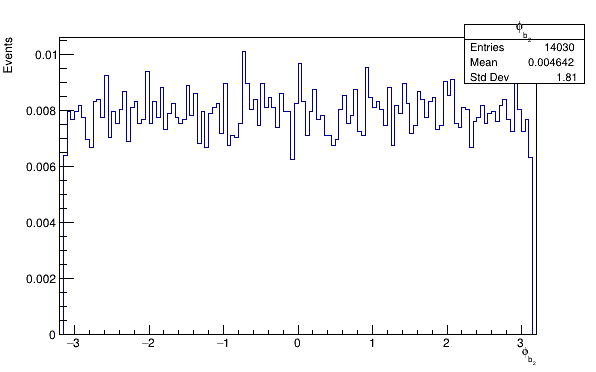 ϕb2
Entries 14030
Mean 0.004642
Std Dev 1.81
Events
0.01
0.008
0.006
0.004
0.002
0
−3 −2 −1 0 1 2 3
ϕb2